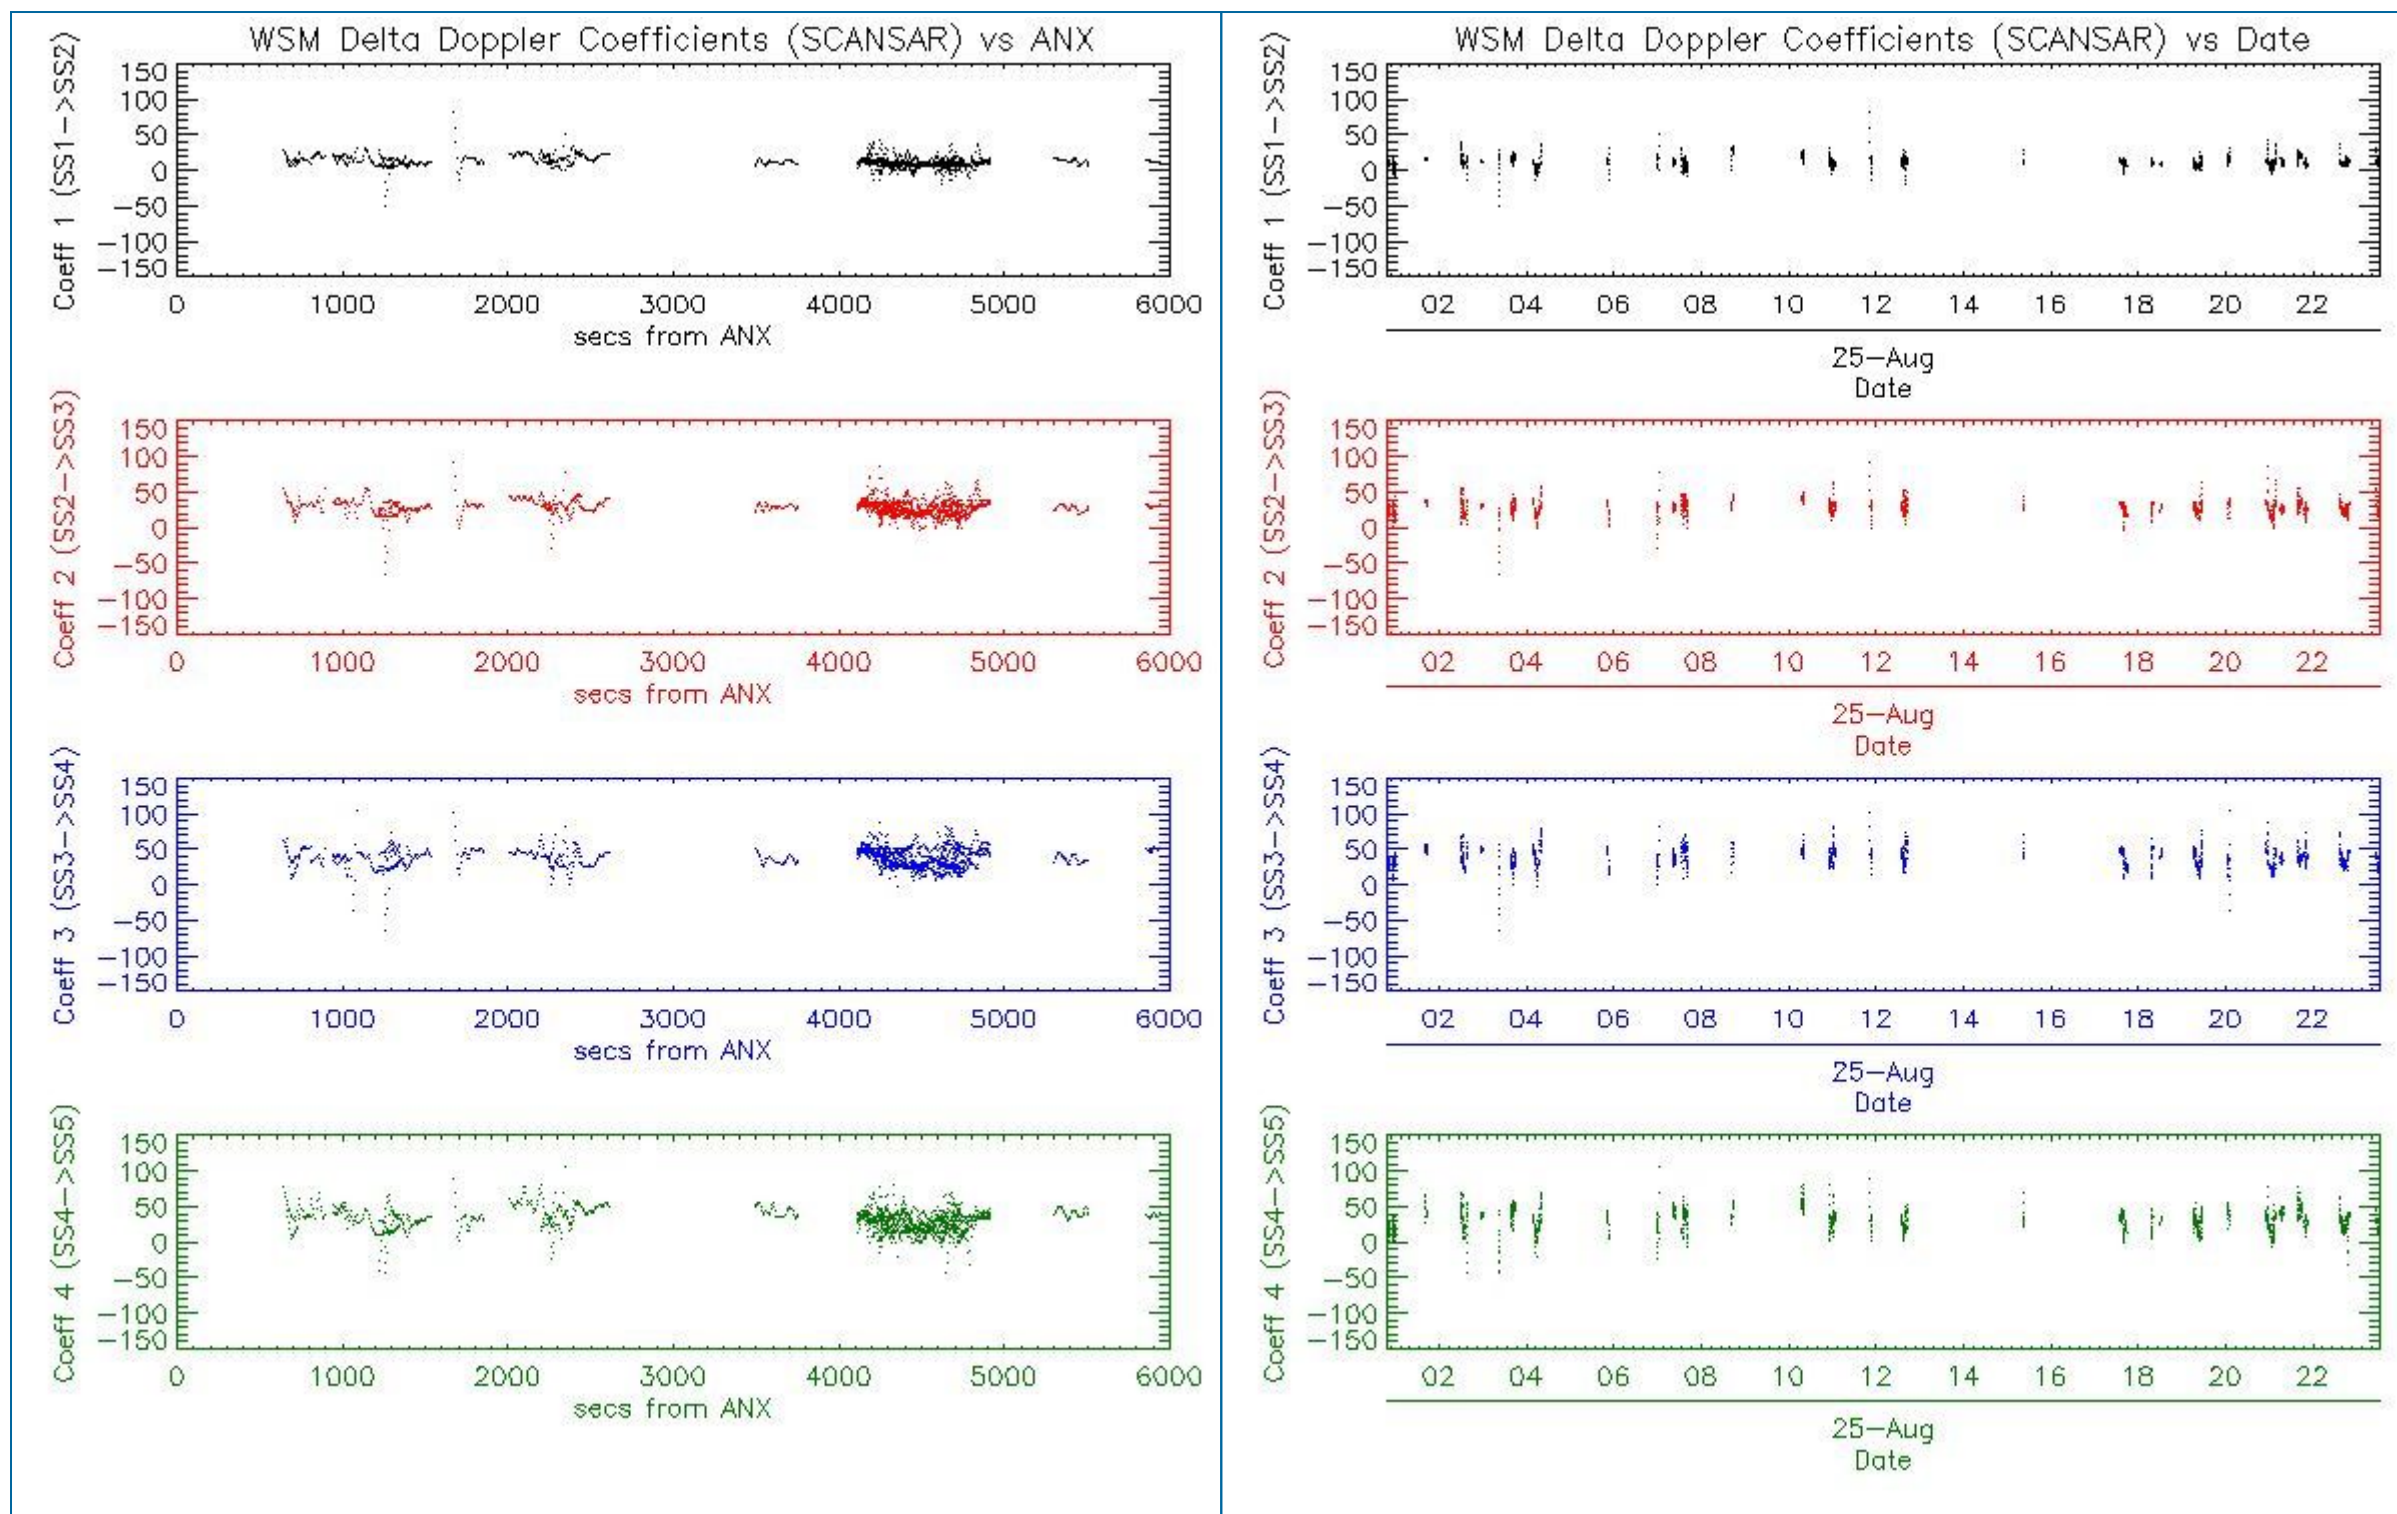 WSM Delta Doppler Coefficients (SCANSAR) vs ANX
Coeff 1 (SS1->SS2)
150
100
50
0
-50
-100
-150
0 1000 2000 3000 4000 5000 6000
secs from ANX
Coeff 2 (SS2->SS3)
150
100
50
0
-50
-100
-150
0 1000 2000 3000 4000 5000 6000
secs from ANX
Coeff 3 (SS3->SS4)
150
100
50
0
-50
-100
-150
0 1000 2000 3000 4000 5000 6000
secs from ANX
Coeff 4 (SS4->SS5)
150
100
50
0
-50
-100
-150
0 1000 2000 3000 4000 5000 6000
secs from ANX
WSM Delta Doppler Coefficients (SCANSAR) vs Date
Coeff 1 (SS1->SS2)
150
100
50
0
-50
-100
-150
02 04 06 08 10 12 14 16 18 20 22
25-Aug
Date
Coeff 2 (SS2->SS3)
150
100
50
0
-50
-100
-150
02 04 06 08 10 12 14 16 18 20 22
25-Aug
Date
Coeff 3 (SS3->SS4)
150
100
50
0
-50
-100
-150
02 04 06 08 10 12 14 16 18 20 22
25-Aug
Date
Coeff 4 (SS4->SS5)
150
100
50
0
-50
-100
-150
02 04 06 08 10 12 14 16 18 20 22
25-Aug
Date